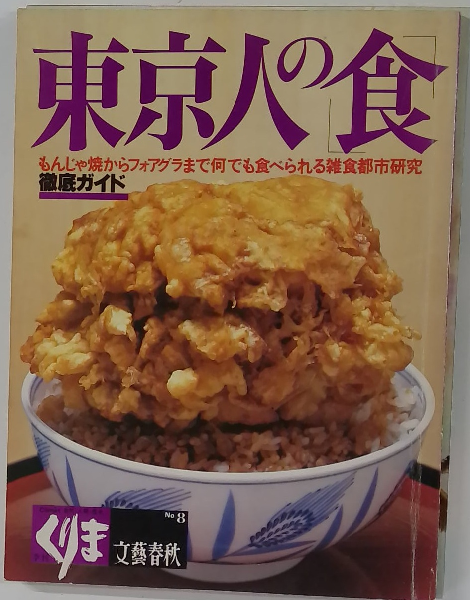 東京人の「食」
もんじゃ焼からフォアグラまで何でも食べられる雑食都市研究
徹底ガイド
くりま
No 8
文藝春秋